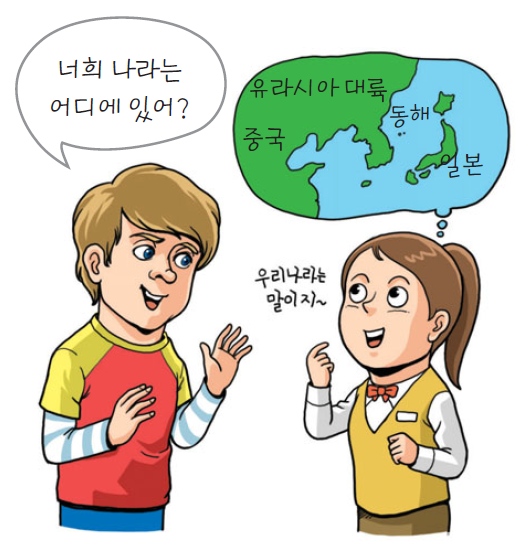 너희 나라는
어디에 있어?
유라시아 대륙
동해
중국
일본
우리나라는
말이지~